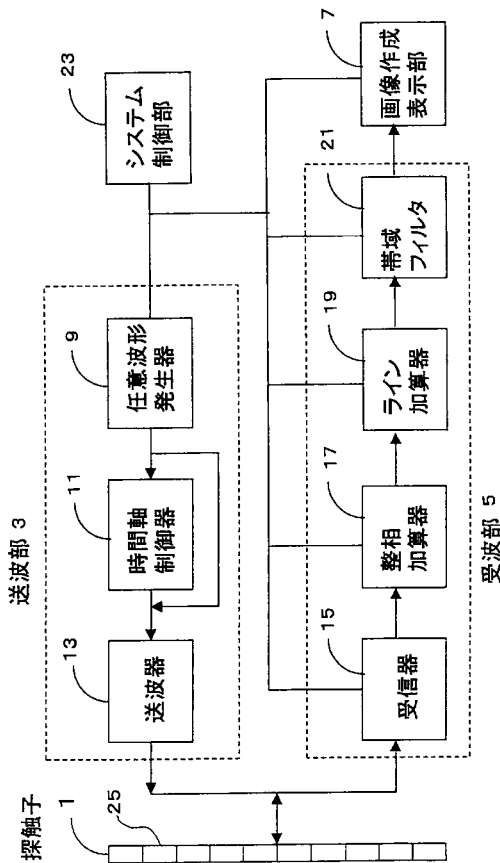 探触子
1
25
送波部 3
13
送波器
11
時間軸
制御器
9
任意波形
発生器
23
システム
制御部
15
受信器
17
整相
加算器
19
ライン
加算器
21
帯域
フィルタ
7
画像作成
表示部
受波部 5